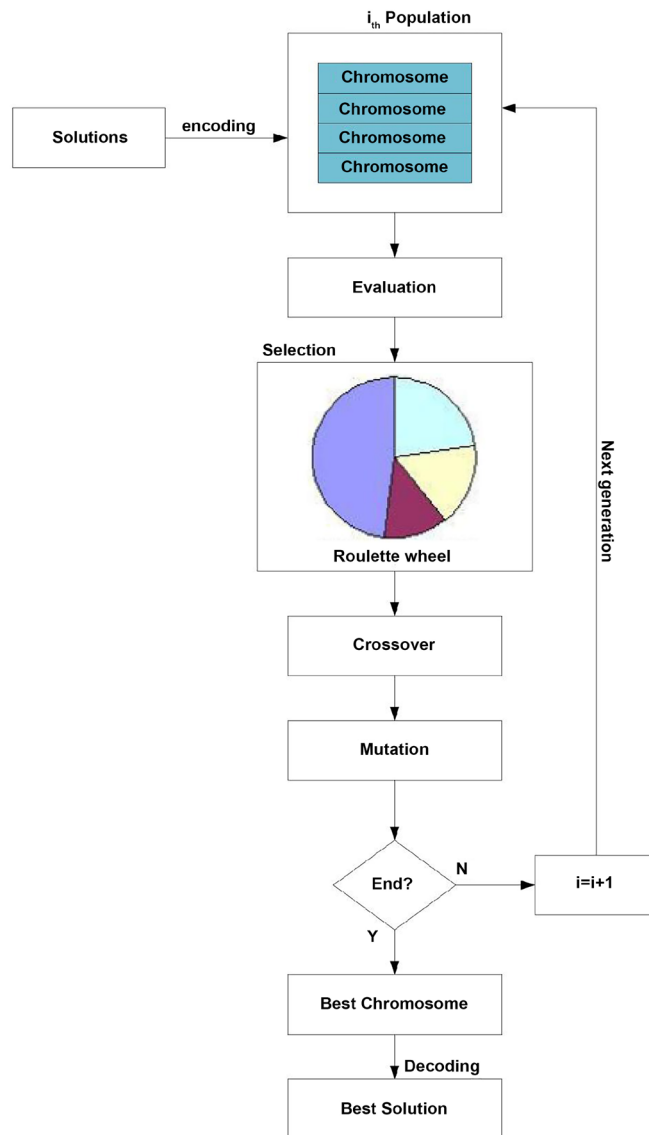 i_th Population
Chromosome
Chromosome
Chromosome
Chromosome
Solutions
encoding
Evaluation
Selection
Roulette wheel
Next generation
Crossover
Mutation
End?
N
i=i+1
Y
Best Chromosome
Decoding
Best Solution